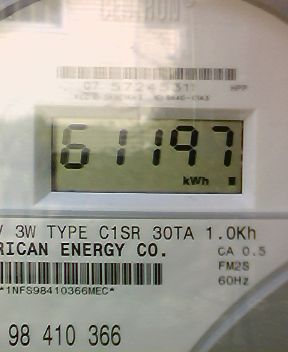 CENTRON
61197
kWh
V 3W TYPE C1SR 30TA 1.0Kh
RICAN ENERGY CO.
CA 0.5
FM2S
60Hz
*1NFS98410366MEC*
98 410 366